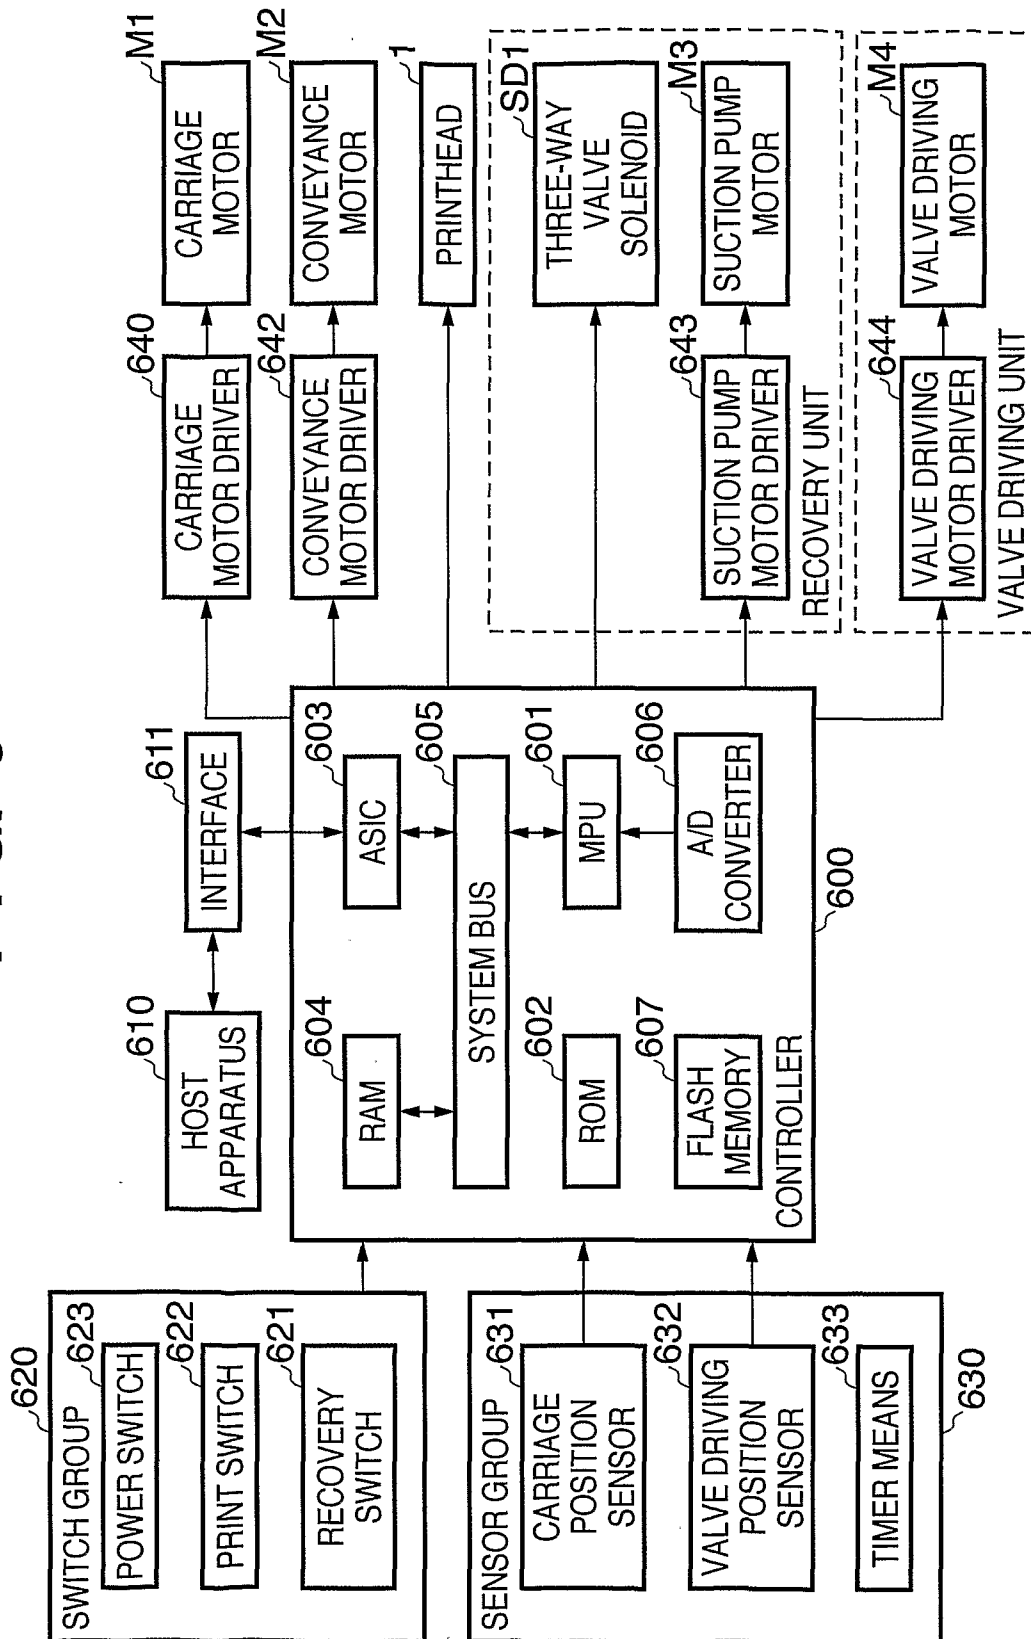 620
SWITCH GROUP
623
POWER SWITCH
622
PRINT SWITCH
621
RECOVERY
SWITCH
SENSOR GROUP
631
CARRIAGE
POSITION
SENSOR
632
VALVE DRIVING
POSITION
SENSOR
633
TIMER MEANS
630
610
HOST
APPARATUS
611
INTERFACE
604
RAM
603
ASIC
605
SYSTEM BUS
602
ROM
601
MPU
607
FLASH
MEMORY
606
A/D
CONVERTER
CONTROLLER
600
640
CARRIAGE
MOTOR DRIVER
M1
CARRIAGE
MOTOR
642
CONVEYANCE
MOTOR DRIVER
M2
CONVEYANCE
MOTOR
1
PRINTHEAD
SD1
THREE-WAY
VALVE
SOLENOID
643
SUCTION PUMP
MOTOR DRIVER
M3
SUCTION PUMP
MOTOR
RECOVERY UNIT
644
VALVE DRIVING
MOTOR DRIVER
M4
VALVE DRIVING
MOTOR
VALVE DRIVING UNIT